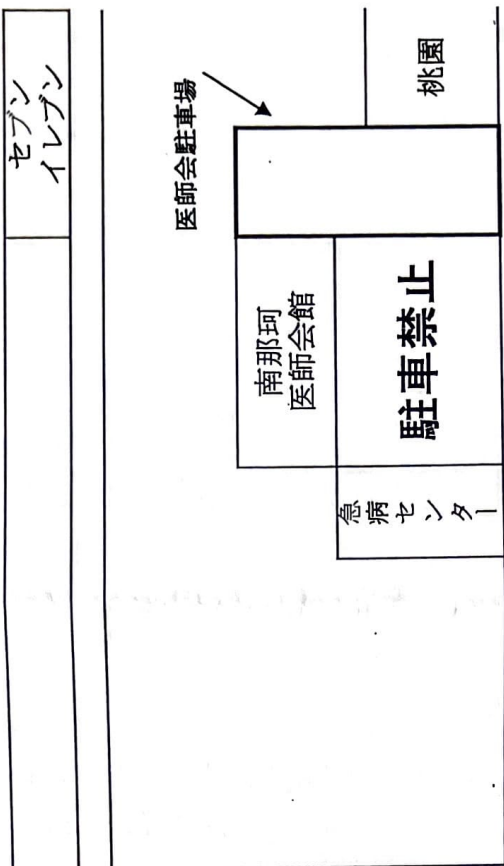 セブン
イレブン
医師会駐車場
桃園
南那珂
医師会館
駐車禁止
急病センター